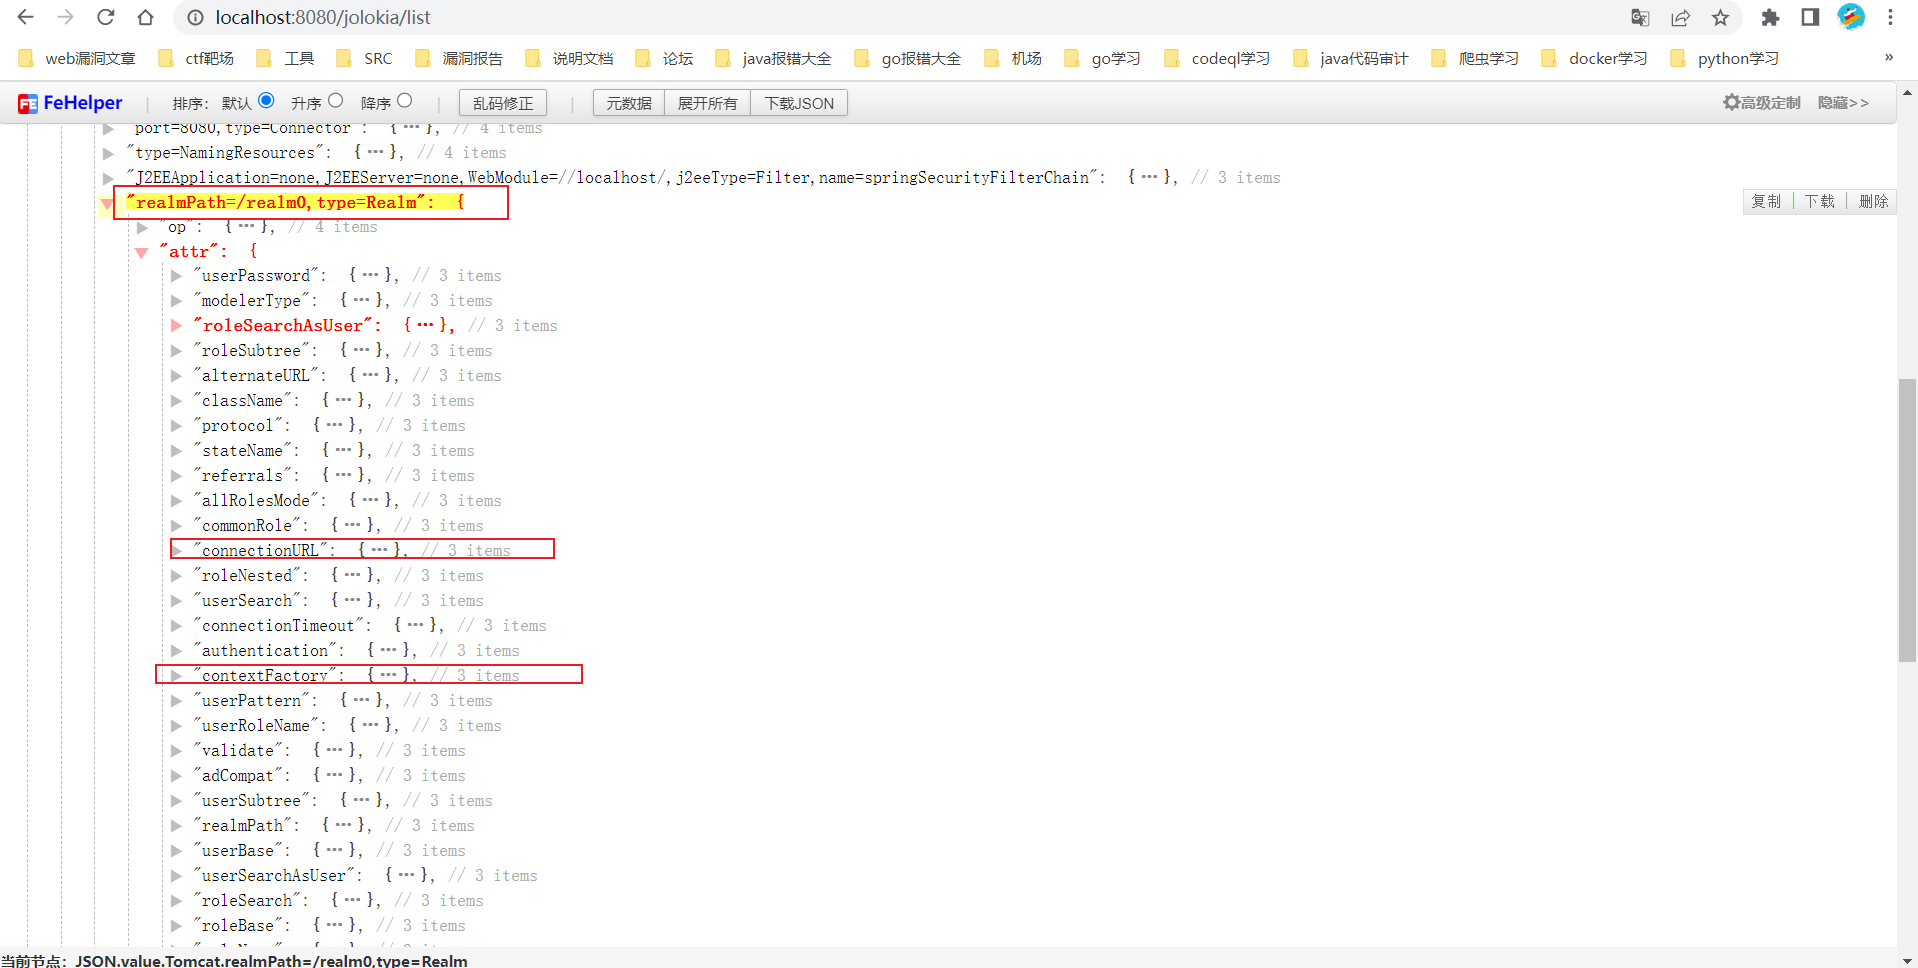 localhost:8080/jolokia/list
web漏洞文章 ctf靶场 工具 SRC 漏洞报告 说明文档 论坛 java报错大全 go报错大全 机场 go学习 codeql学习 java代码审计 爬虫学习 docker学习 python学习 »
FeHelper | 排序: 默认 升序 降序 | 乱码修正 | 元数据 展开所有 下载JSON 高级定制 隐藏>>
port=8080,type=Connector": {…}, // 4 items
"type=NamingResources": {…}, // 4 items
"J2EEApplication=none,J2EEServer=none,WebModule=//localhost/,j2eeType=Filter,name=springSecurityFilterChain": {…}, // 3 items
"realmPath=/realm0,type=Realm": { 复制 | 下载 | 删除
"op": {…}, // 4 items
"attr": {
"userPassword": {…}, // 3 items
"modelerType": {…}, // 3 items
"roleSearchAsUser": {…}, // 3 items
"roleSubtree": {…}, // 3 items
"alternateURL": {…}, // 3 items
"className": {…}, // 3 items
"protocol": {…}, // 3 items
"stateName": {…}, // 3 items
"referrals": {…}, // 3 items
"allRolesMode": {…}, // 3 items
"commonRole": {…}, // 3 items
"connectionURL": {…}, // 3 items
"roleNested": {…}, // 3 items
"userSearch": {…}, // 3 items
"connectionTimeout": {…}, // 3 items
"authentication": {…}, // 3 items
"contextFactory": {…}, // 3 items
"userPattern": {…}, // 3 items
"userRoleName": {…}, // 3 items
"validate": {…}, // 3 items
"adCompat": {…}, // 3 items
"userSubtree": {…}, // 3 items
"realmPath": {…}, // 3 items
"userBase": {…}, // 3 items
"userSearchAsUser": {…}, // 3 items
"roleSearch": {…}, // 3 items
"roleBase": {…}, // 3 items
当前节点：JSON.value.Tomcat.realmPath=/realm0,type=Realm